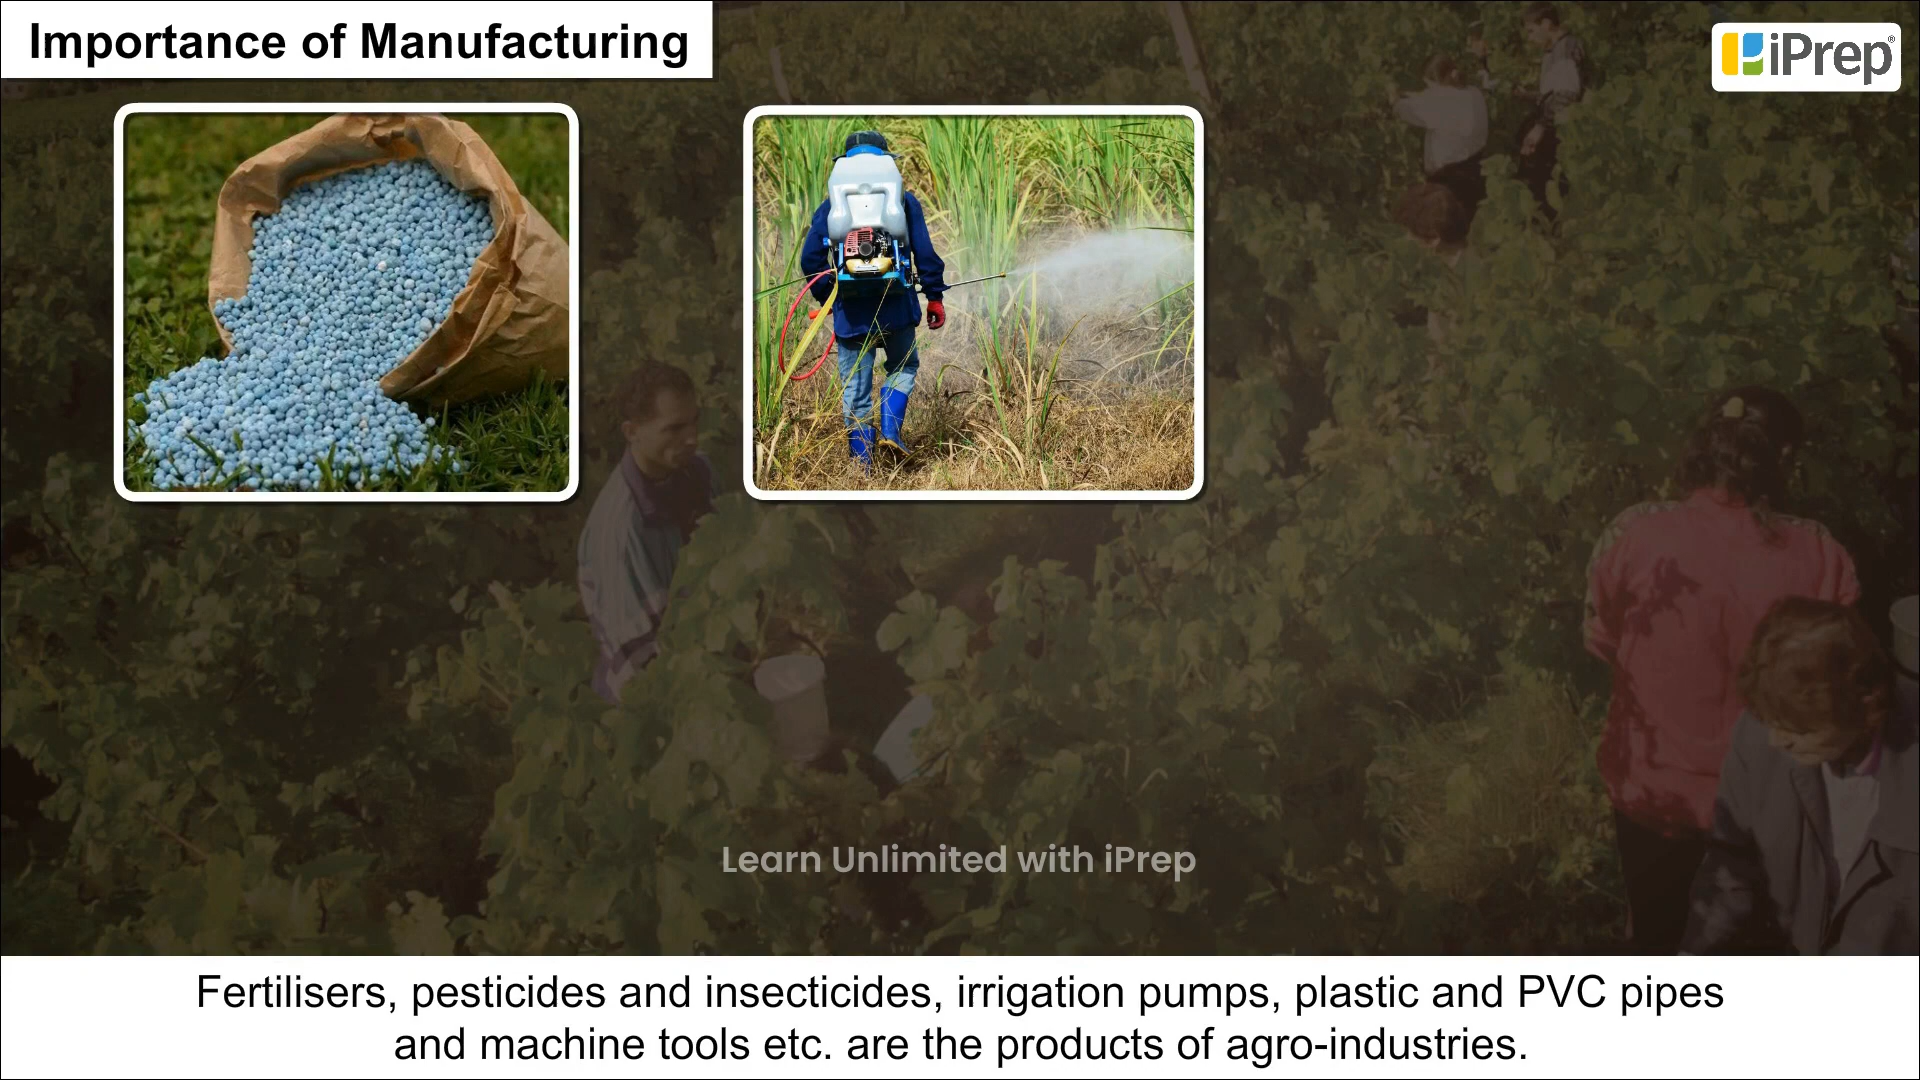 Importance of Manufacturing
iPrep®
Learn Unlimited with iPrep
Fertilisers, pesticides and insecticides, irrigation pumps, plastic and PVC pipes
and machine tools etc. are the products of agro-industries.